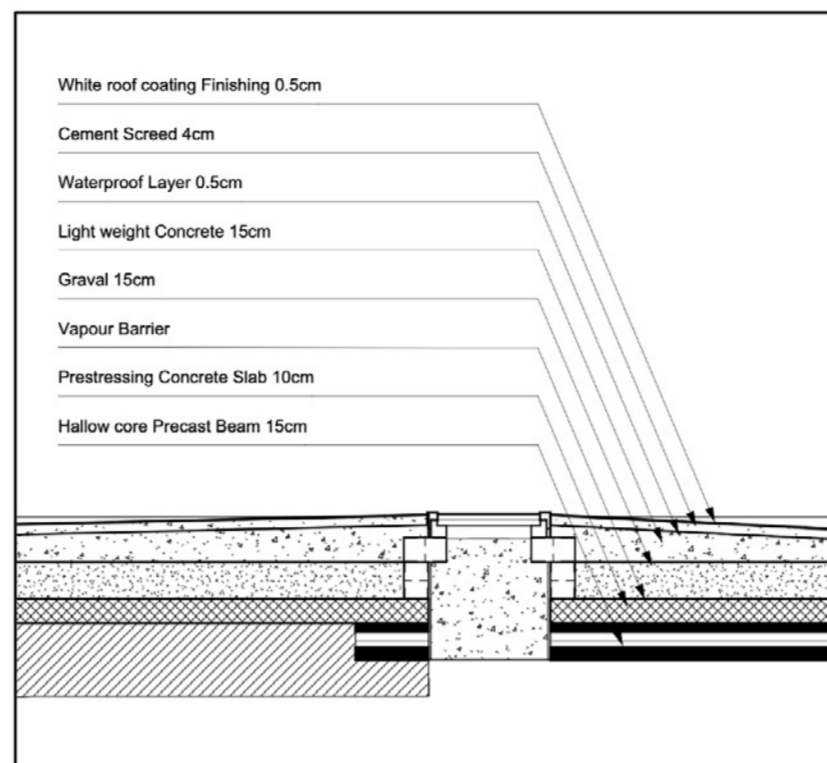 White roof coating Finishing 0.5cm
Cement Screed 4cm
Waterproof Layer 0.5cm
Light weight Concrete 15cm
Graval 15cm
Vapour Barrier
Prestressing Concrete Slab 10cm
Hallow core Precast Beam 15cm